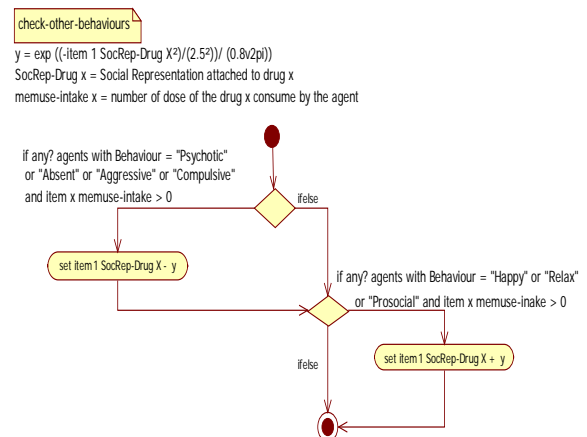 check-other-behaviours
y = exp ((-item 1 SocRep-Drug X²)/(2.5²))/ (0.8v2pi))
SocRep-Drug x = Social Representation attached to drug x
memuse-intake x = number of dose of the drug x consume by the agent
if any? agents with Behaviour = "Psychotic"
or "Absent" or "Aggressive" or "Compulsive"
and item x memuse-intake > 0
ifelse
set item 1 SocRep-Drug X - y
if any? agents with Behaviour = "Happy" or "Relax"
or "Prosocial" and item x memuse-inake > 0
ifelse
set item 1 SocRep-Drug X + y